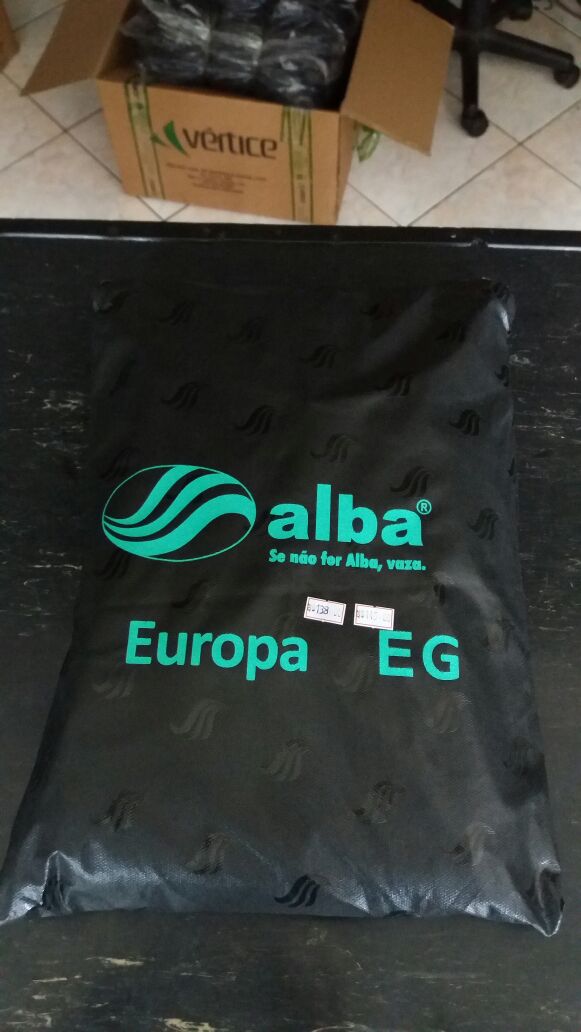 vértice
alba®
Se não for Alba, vaza.
Europa EG